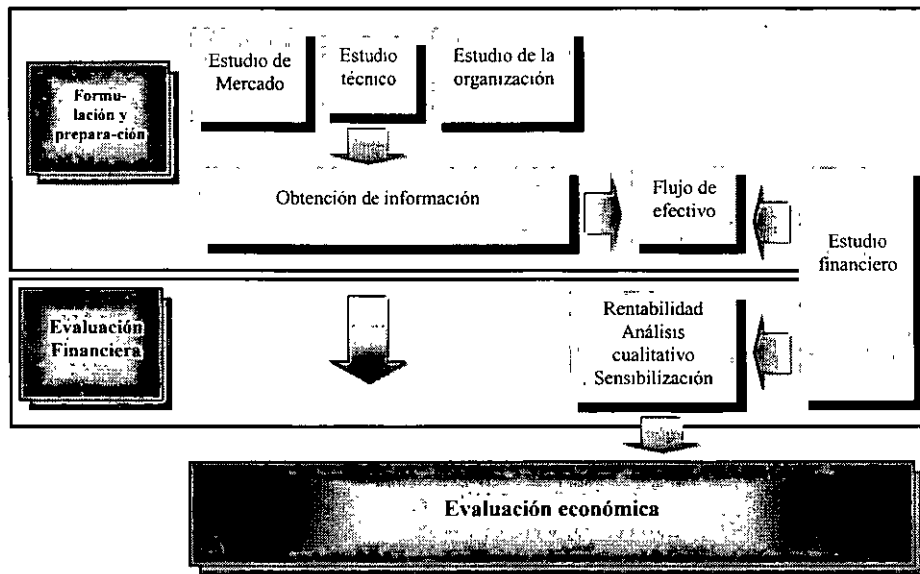 Formu-
lación y
prepara-ción
Estudio de
Mercado
Estudio
técnico
Estudio de la
organización
Obtención de información
Flujo de
efectivo
Estudio
financiero
Evaluación
Financiera
Rentabilidad
Análisis
cualitativo
Sensibilización
Evaluación económica